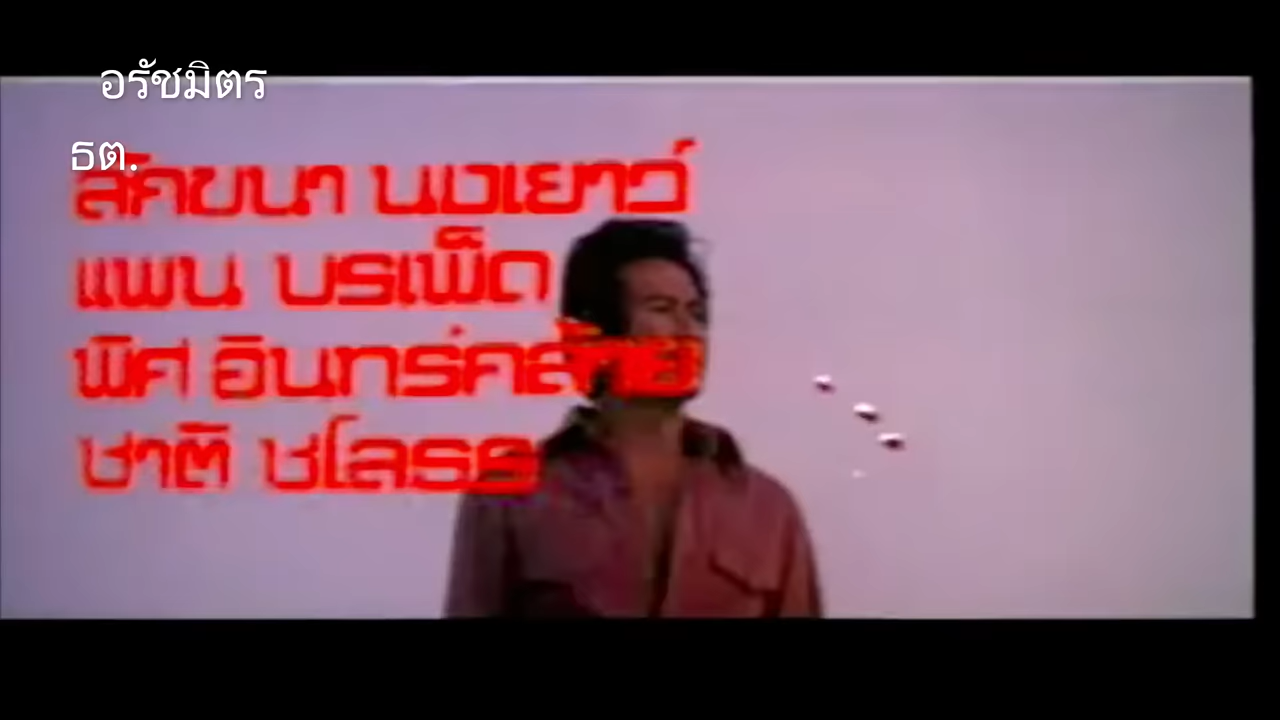 อรัชมิตร
ธต.
ลักขนา นงเยาว์
แพน บรเพ็ด
พิศ อินทร์คล้าย
ชาติ ชโลธร